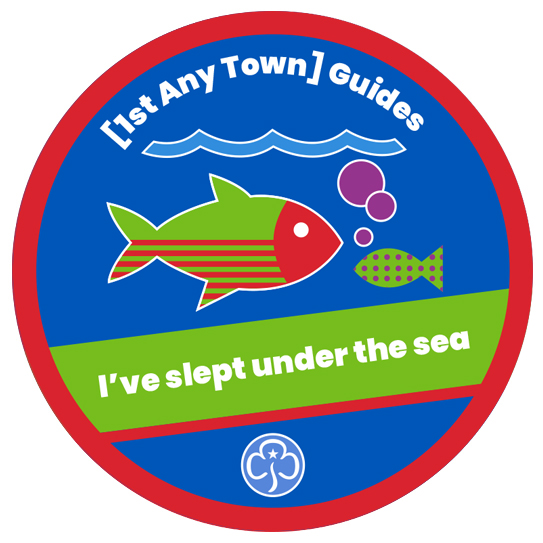 [1st Any Town] Guides
I’ve slept under the sea